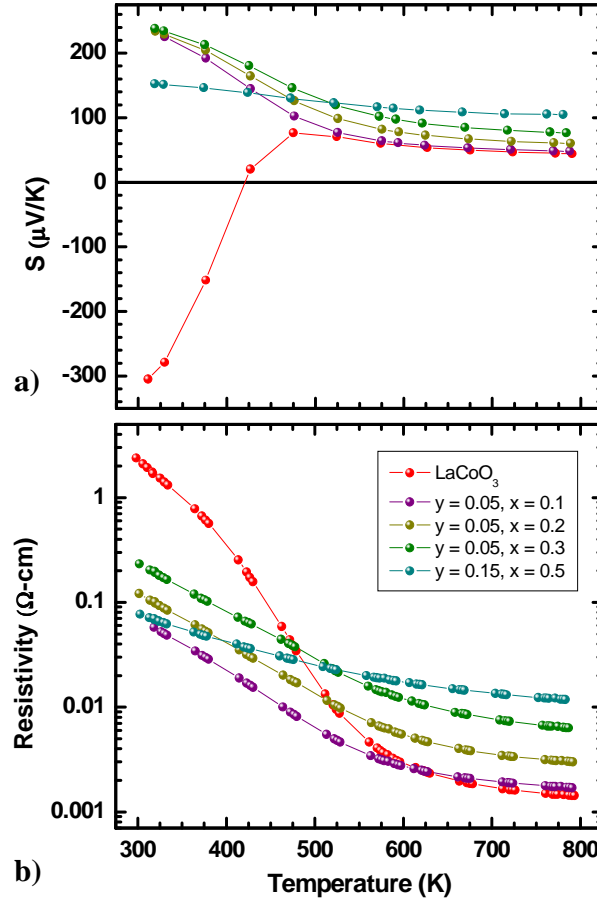 200
100
0
-100
-200
-300
S (μV/K)
a)
1
0.1
0.01
0.001
Resistivity (Ω-cm)
LaCoO₃
y = 0.05, x = 0.1
y = 0.05, x = 0.2
y = 0.05, x = 0.3
y = 0.15, x = 0.5
300 400 500 600 700 800
b)
Temperature (K)